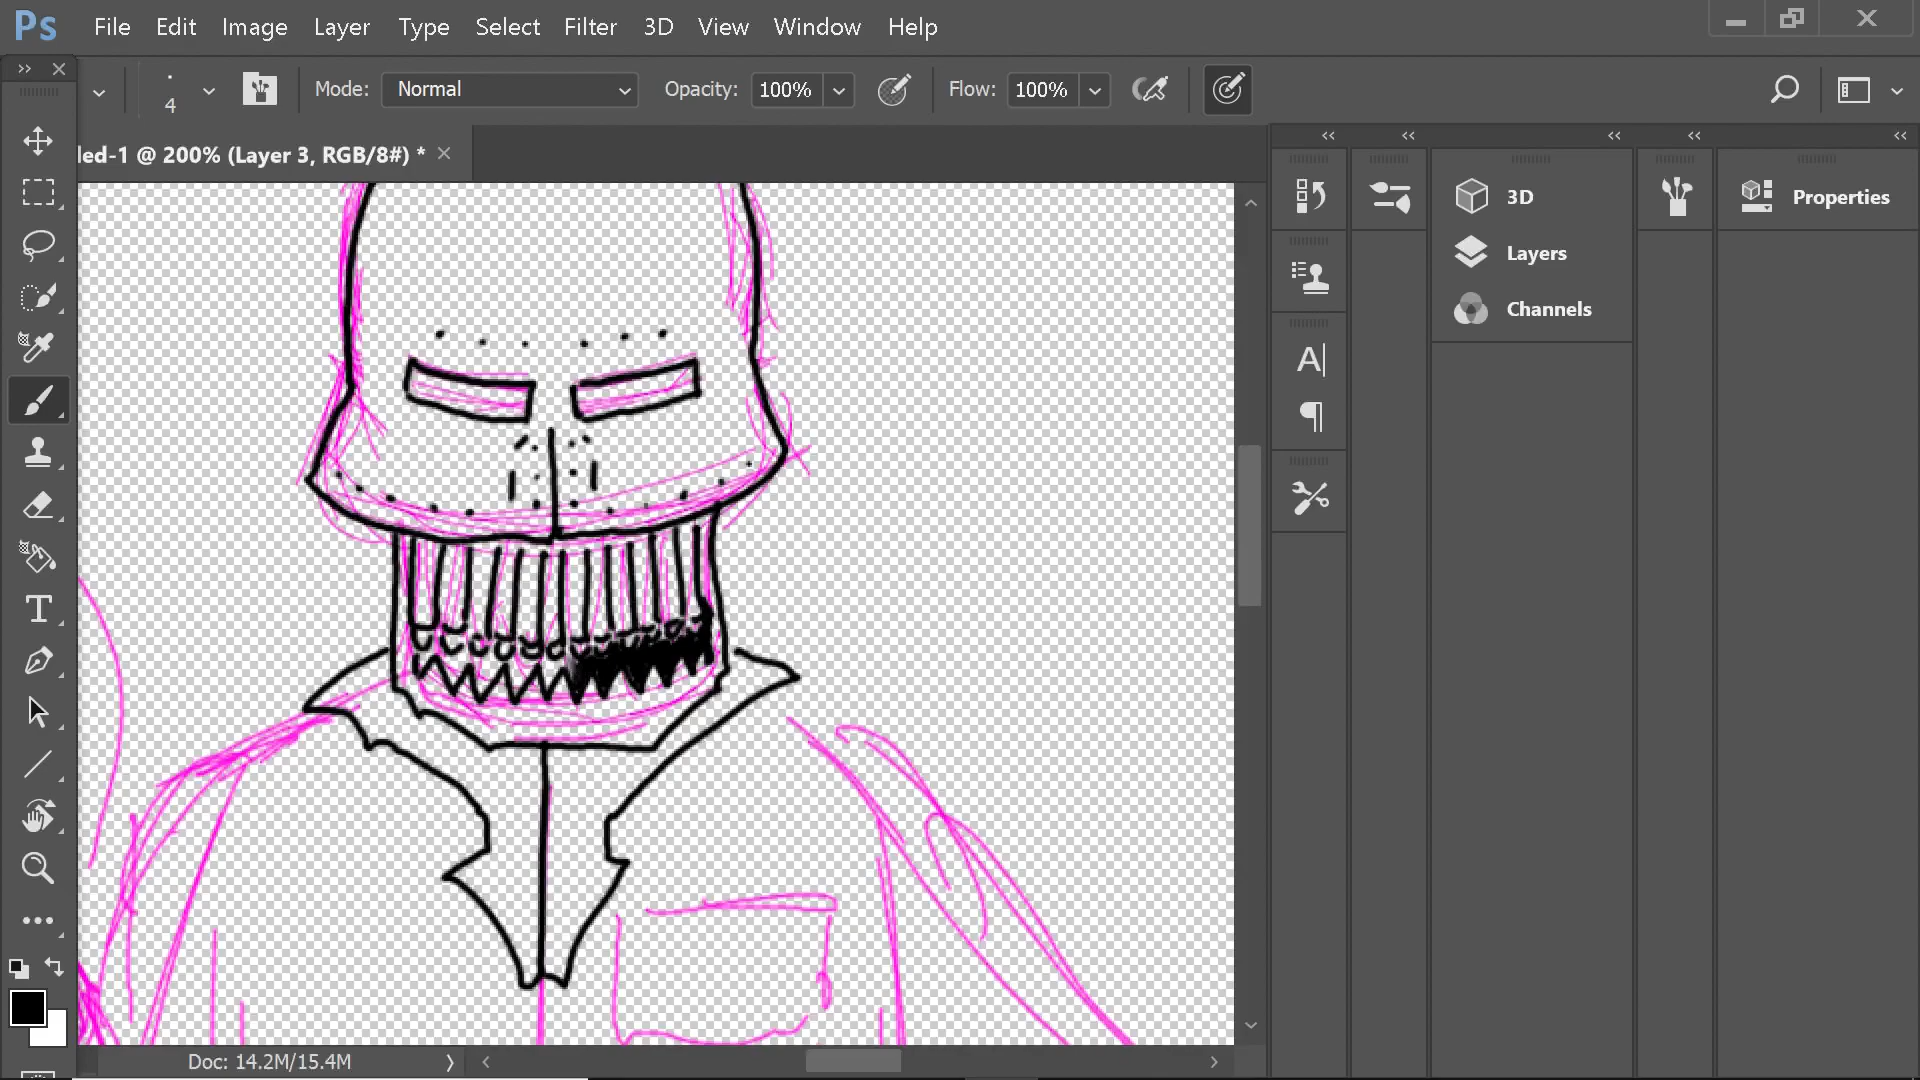 Ps File Edit Image Layer Type Select Filter 3D View Window Help
4 Mode: Normal Opacity: 100% Flow: 100%
led-1 @ 200% (Layer 3, RGB/8#) *
3D
Layers
Channels
Properties
Doc: 14.2M/15.4M